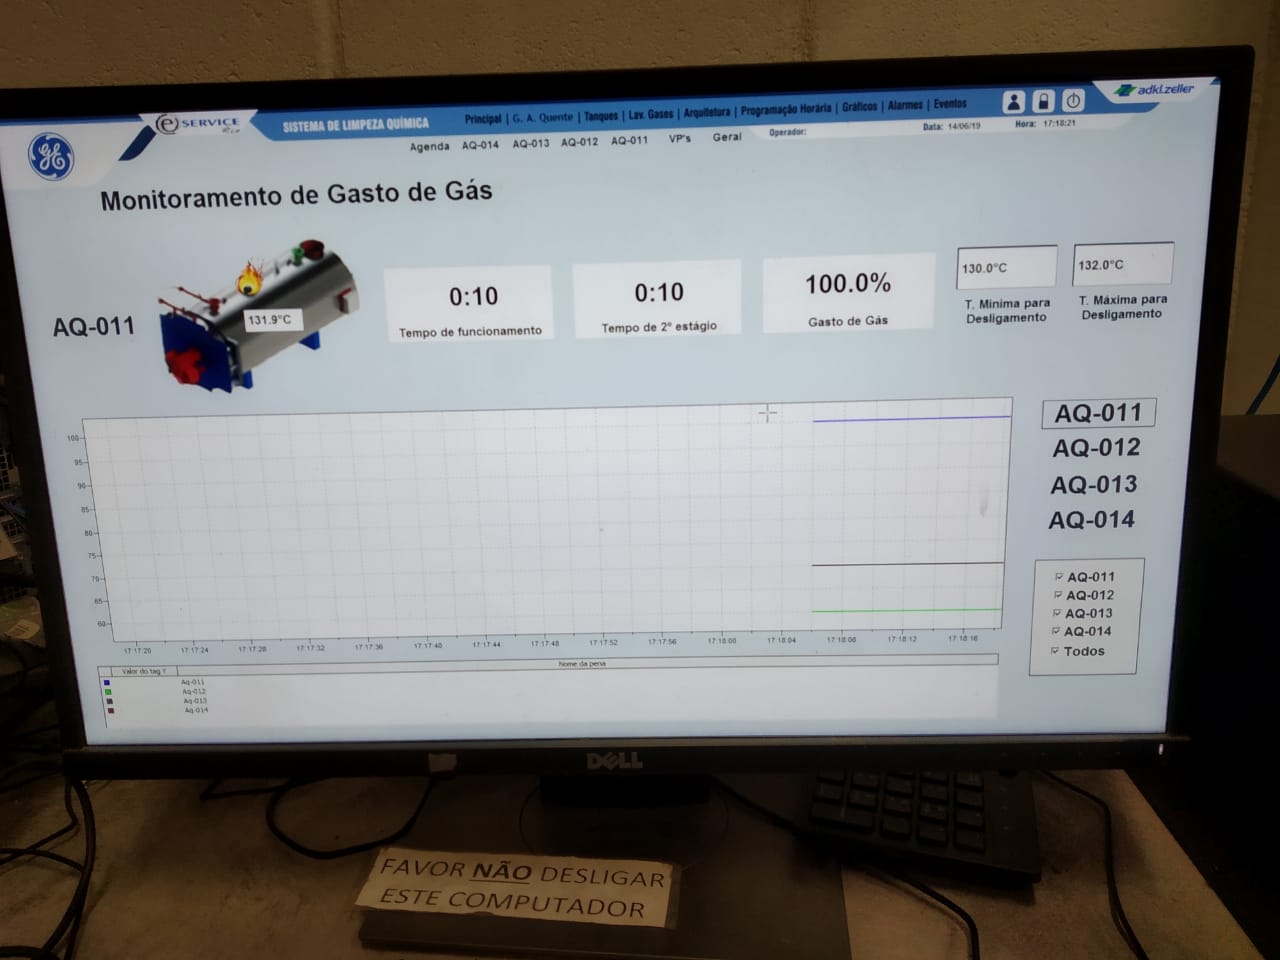 e SERVICE
Rio
SISTEMA DE LIMPEZA QUÍMICA
Principal | G. A. Quente | Tanques | Lav. Gases | Arquitetura | Programação Horária | Gráficos | Alarmes | Eventos
adkl.zeller
Agenda AQ-014 AQ-013 AQ-012 AQ-011 VP's Geral
Operador:
Data: 14/06/19
Hora: 17:18:21
GE
Monitoramento de Gasto de Gás
AQ-011
131.9°C
0:10
Tempo de funcionamento
0:10
Tempo de 2º estágio
100.0%
Gasto de Gás
130.0°C
T. Mínima para
Desligamento
132.0°C
T. Máxima para
Desligamento
100
95
90
85
80
75
70
65
60
17:17:20 17:17:24 17:17:28 17:17:32 17:17:36 17:17:40 17:17:44 17:17:48 17:17:52 17:17:56 17:18:00 17:18:04 17:18:08 17:18:12 17:18:16
AQ-011
AQ-012
AQ-013
AQ-014
AQ-011
AQ-012
AQ-013
AQ-014
Todos
Valor do tag Y
Nome da pena
Aq-011
Aq-012
Aq-013
Aq-014
DELL
FAVOR NÃO DESLIGAR
ESTE COMPUTADOR